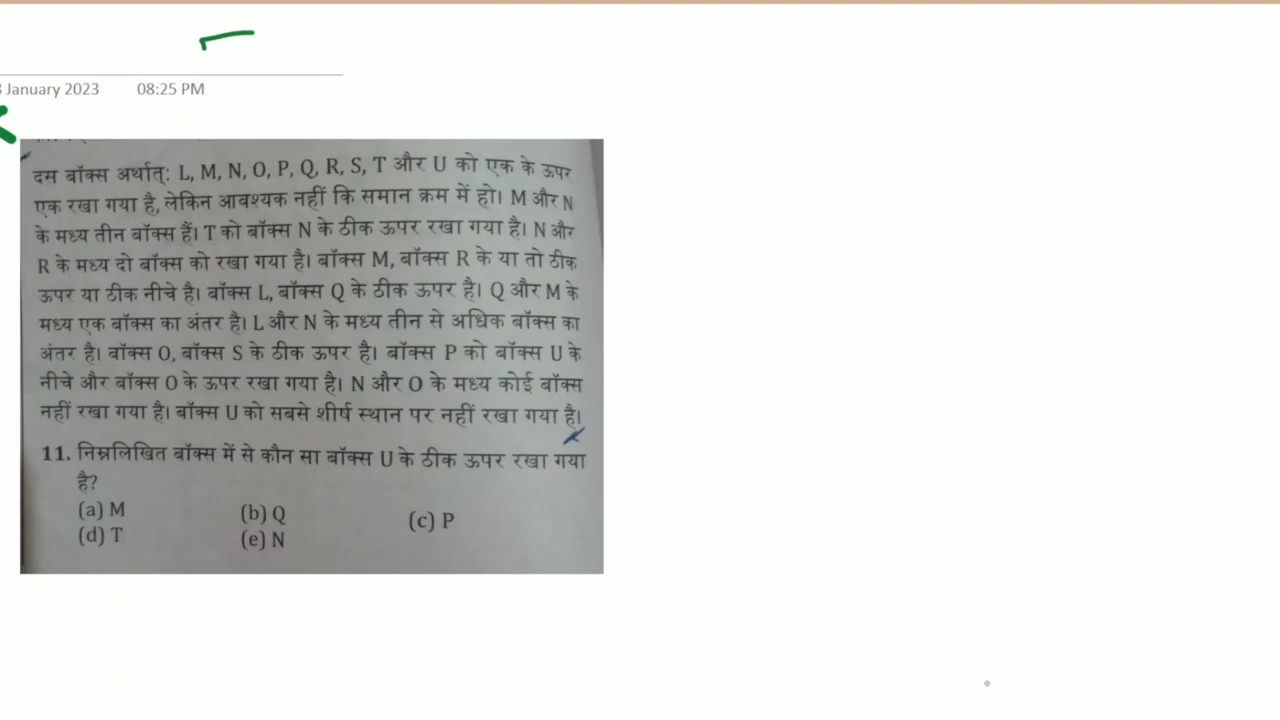 January 2023 08:25 PM
दस बॉक्स अर्थात्: L, M, N, O, P, Q, R, S, T और U को एक के ऊपर
एक रखा गया है, लेकिन आवश्यक नहीं कि समान क्रम में हो। M और N
के मध्य तीन बॉक्स हैं। T को बॉक्स N के ठीक ऊपर रखा गया है। N और
R के मध्य दो बॉक्स को रखा गया है। बॉक्स M, बॉक्स R के या तो ठीक
ऊपर या ठीक नीचे है। बॉक्स L, बॉक्स Q के ठीक ऊपर है। Q और M के
मध्य एक बॉक्स का अंतर है। L और N के मध्य तीन से अधिक बॉक्स का
अंतर है। बॉक्स O, बॉक्स S के ठीक ऊपर है। बॉक्स P को बॉक्स U के
नीचे और बॉक्स O के ऊपर रखा गया है। N और O के मध्य कोई बॉक्स
नहीं रखा गया है। बॉक्स U को सबसे शीर्ष स्थान पर नहीं रखा गया है।
11. निम्नलिखित बॉक्स में से कौन सा बॉक्स U के ठीक ऊपर रखा गया
है?
(a) M (b) Q (c) P
(d) T (e) N